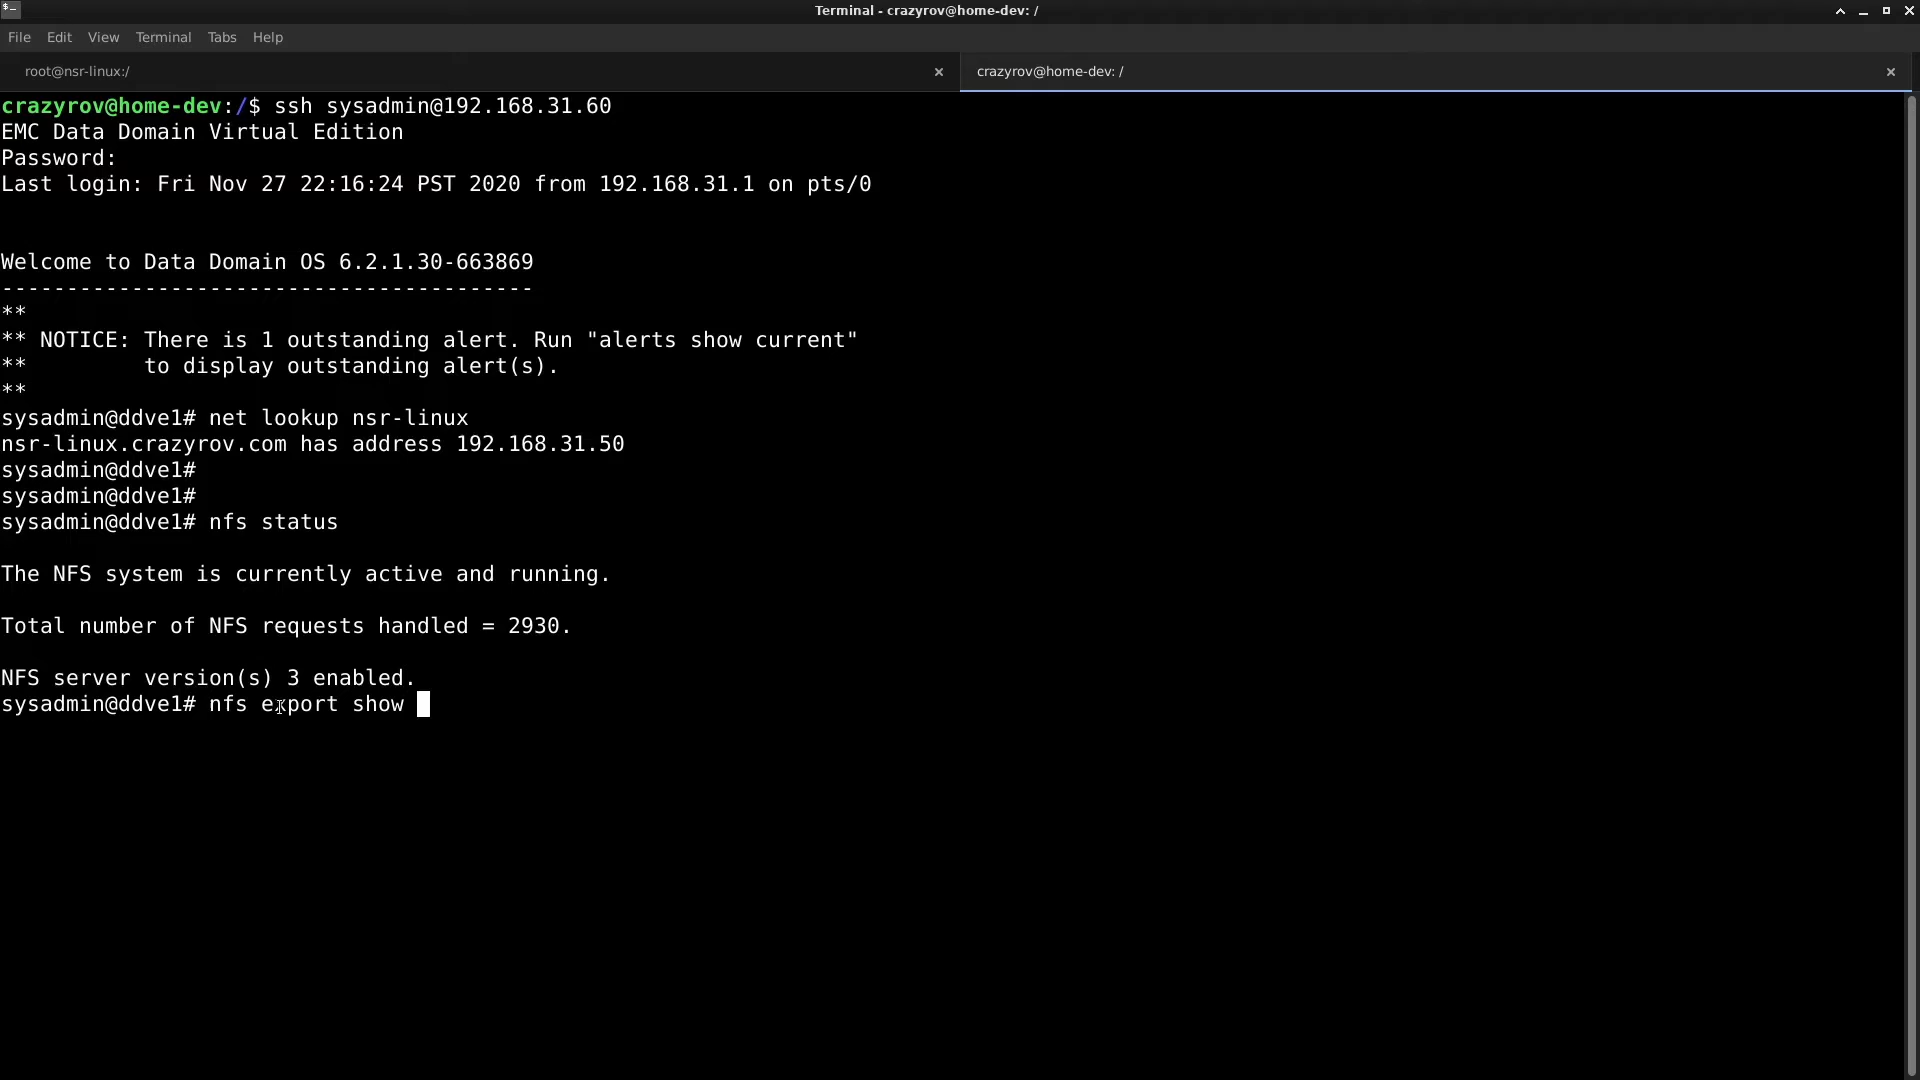 Terminal - crazyrov@home-dev: /
File Edit View Terminal Tabs Help
root@nsr-linux:/
crazyrov@home-dev: /
crazyrov@home-dev:/$ ssh sysadmin@192.168.31.60
EMC Data Domain Virtual Edition
Password:
Last login: Fri Nov 27 22:16:24 PST 2020 from 192.168.31.1 on pts/0
Welcome to Data Domain OS 6.2.1.30-663869
-----------------------------------------
**
** NOTICE: There is 1 outstanding alert. Run "alerts show current"
**         to display outstanding alert(s).
**
sysadmin@ddve1# net lookup nsr-linux
nsr-linux.crazyrov.com has address 192.168.31.50
sysadmin@ddve1#
sysadmin@ddve1#
sysadmin@ddve1# nfs status
The NFS system is currently active and running.
Total number of NFS requests handled = 2930.
NFS server version(s) 3 enabled.
sysadmin@ddve1# nfs export show